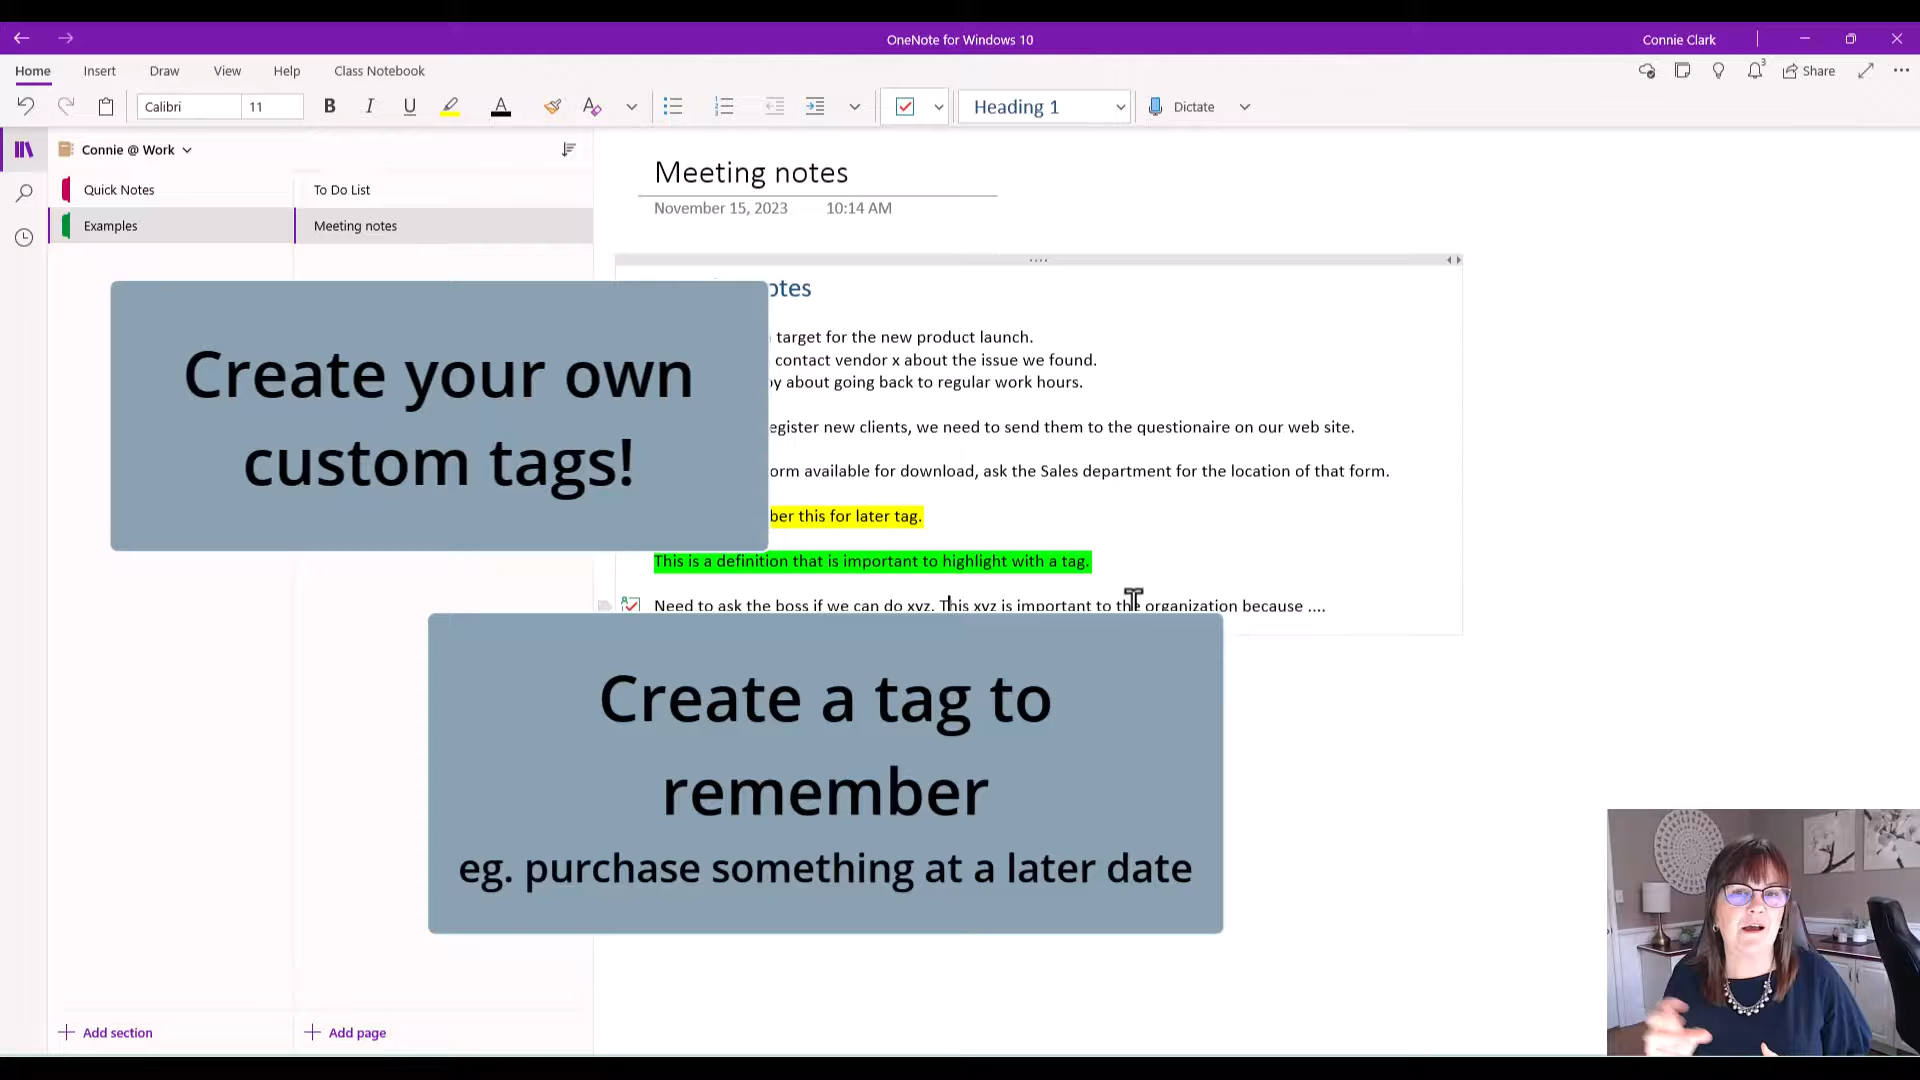 OneNote for Windows 10
Connie Clark
Home Insert Draw View Help Class Notebook
3
Share
Calibri 11 B I U A A Heading 1 Dictate
Connie @ Work
Quick Notes
Examples
To Do List
Meeting notes
Meeting notes
November 15, 2023 10:14 AM
otes
target for the new product launch.
contact vendor x about the issue we found.
about going back to regular work hours.
egister new clients, we need to send them to the questionaire on our web site.
orm available for download, ask the Sales department for the location of that form.
ber this for later tag.
This is a definition that is important to highlight with a tag.
Need to ask the boss if we can do xyz. This xyz is important to the organization because ....
Create your own
custom tags!
Create a tag to
remember
eg. purchase something at a later date
Add section
Add page